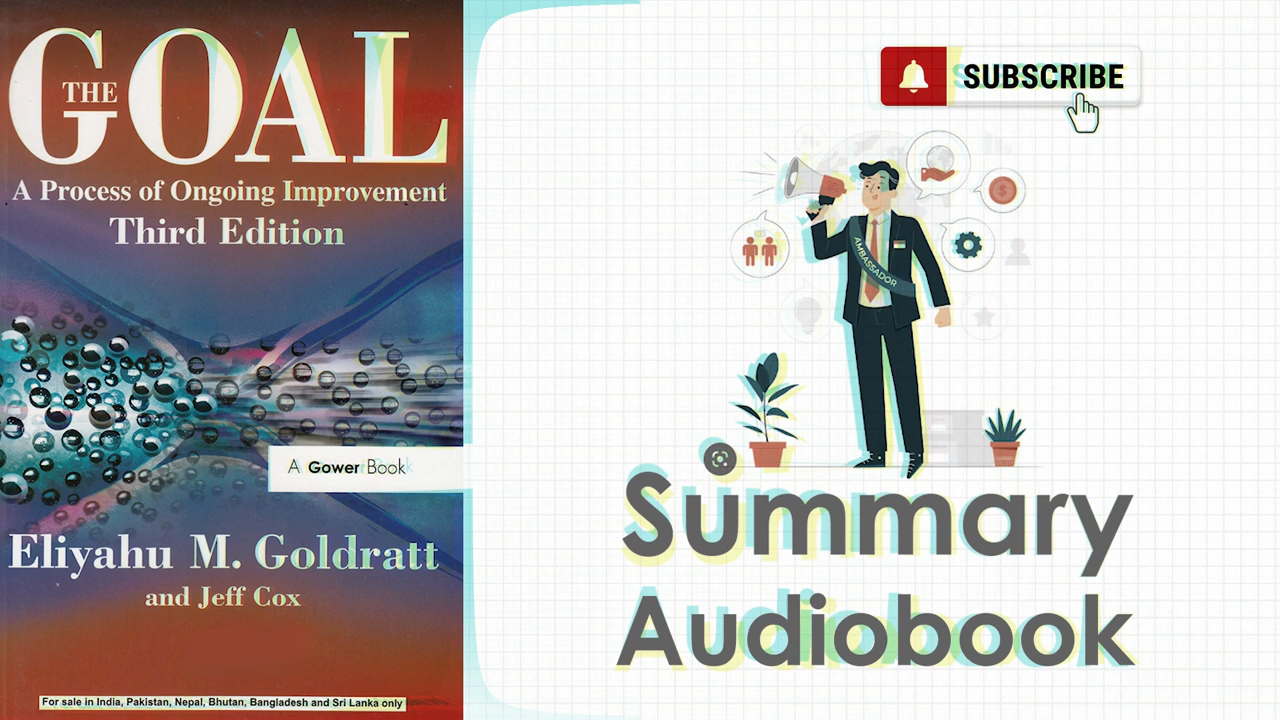 THE
GOAL
A Process of Ongoing Improvement
Third Edition
A Gower Book
Eliyahu M. Goldratt
and Jeff Cox
For sale in India, Pakistan, Nepal, Bhutan, Bangladesh and Sri Lanka only
SUBSCRIBE
AMBASSADOR
$
Summary
Audiobook